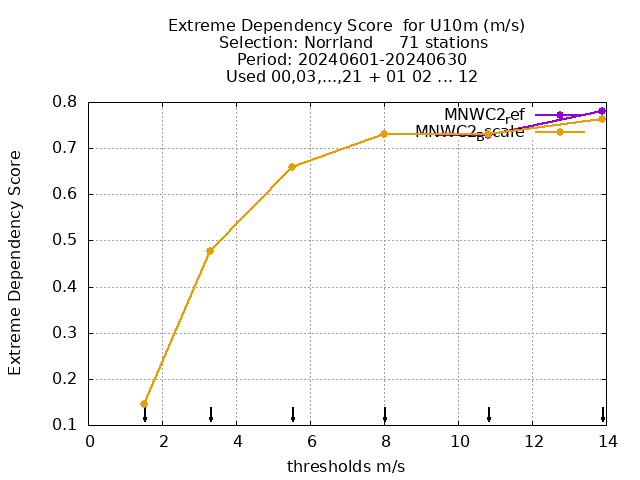 Extreme Dependency Score  for U10m (m/s)
Selection: Norrland     71 stations
Period: 20240601-20240630
Used 00,03,...,21 + 01 02 ... 12
MNWC2ref
MNWC2gscale
0.8
0.7
0.6
0.5
0.4
0.3
0.2
0.1
0 2 4 6 8 10 12 14
Extreme Dependency Score
thresholds m/s